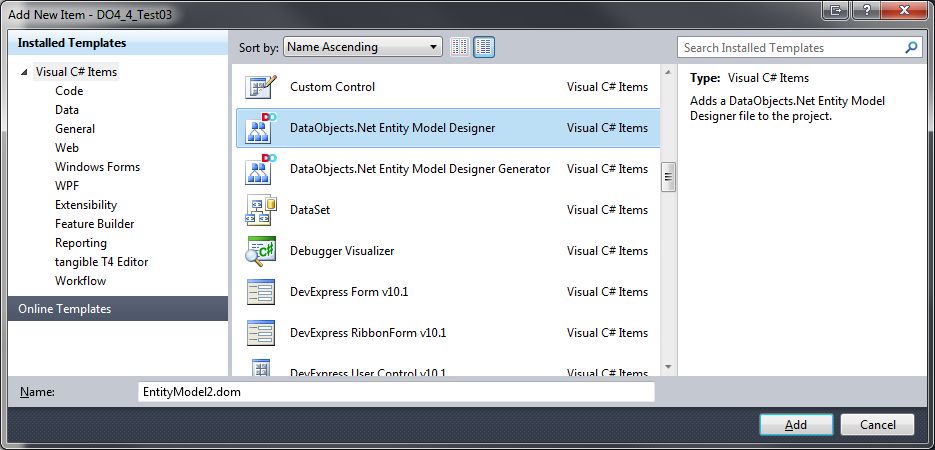 Add New Item - DO4_4_Test03
Installed Templates
Visual C# Items
Code
Data
General
Web
Windows Forms
WPF
Extensibility
Feature Builder
Reporting
tangible T4 Editor
Workflow
Online Templates
Sort by: Name Ascending
Custom Control Visual C# Items
DataObjects.Net Entity Model Designer Visual C# Items
DataObjects.Net Entity Model Designer Generator Visual C# Items
DataSet Visual C# Items
Debugger Visualizer Visual C# Items
DevExpress Form v10.1 Visual C# Items
DevExpress RibbonForm v10.1 Visual C# Items
DevExpress User Control v10.1 Visual C# Items
Search Installed Templates
Type: Visual C# Items
Adds a DataObjects.Net Entity Model
Designer file to the project.
Name: EntityModel2.dom
Add Cancel